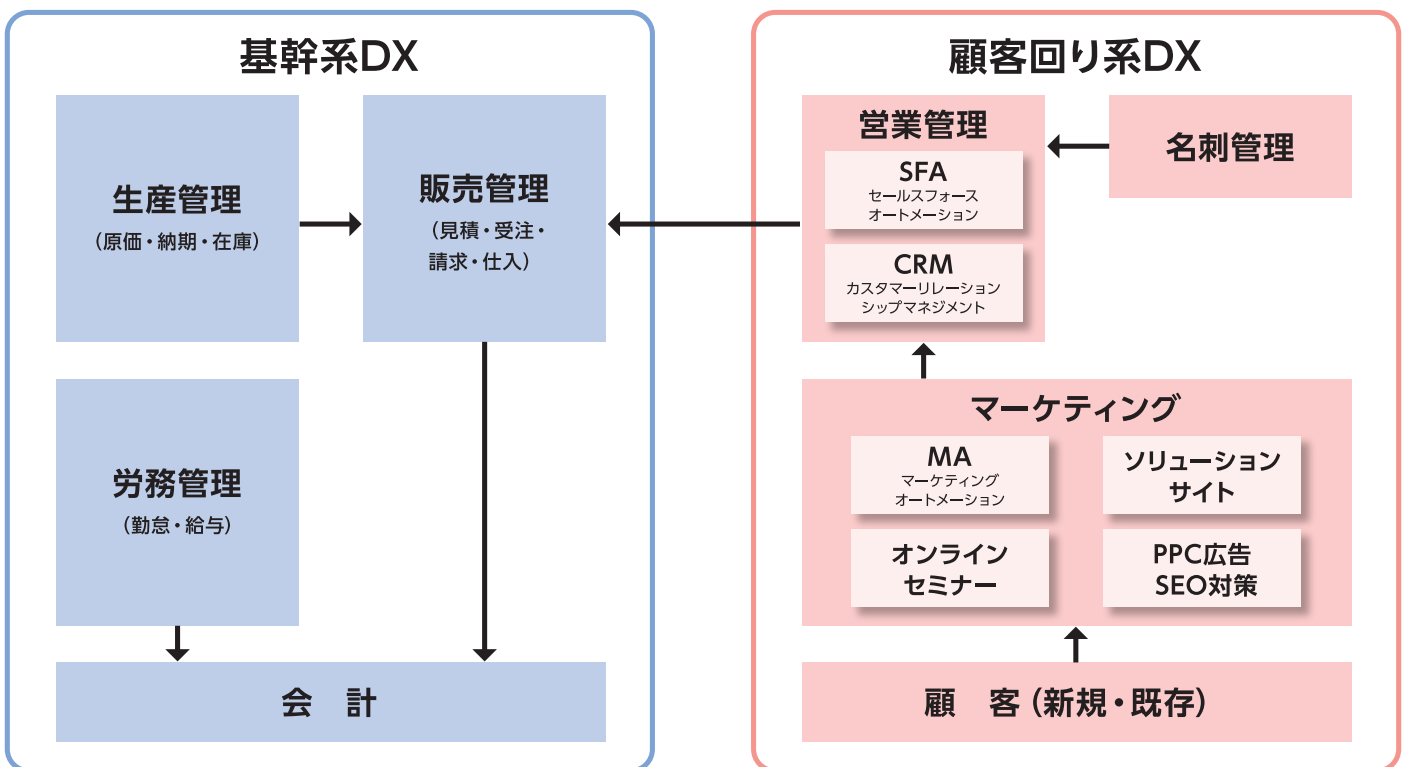 基幹系DX
生産管理
（原価・納期・在庫）
販売管理
（見積・受注・
請求・仕入）
労務管理
（勤怠・給与）
会　計
顧客回り系DX
営業管理
SFA
セールスフォース
オートメーション
CRM
カスタマーリレーション
シップマネジメント
名刺管理
マーケティング
MA
マーケティング
オートメーション
ソリューション
サイト
オンライン
セミナー
PPC広告
SEO対策
顧　客（新規・既存）